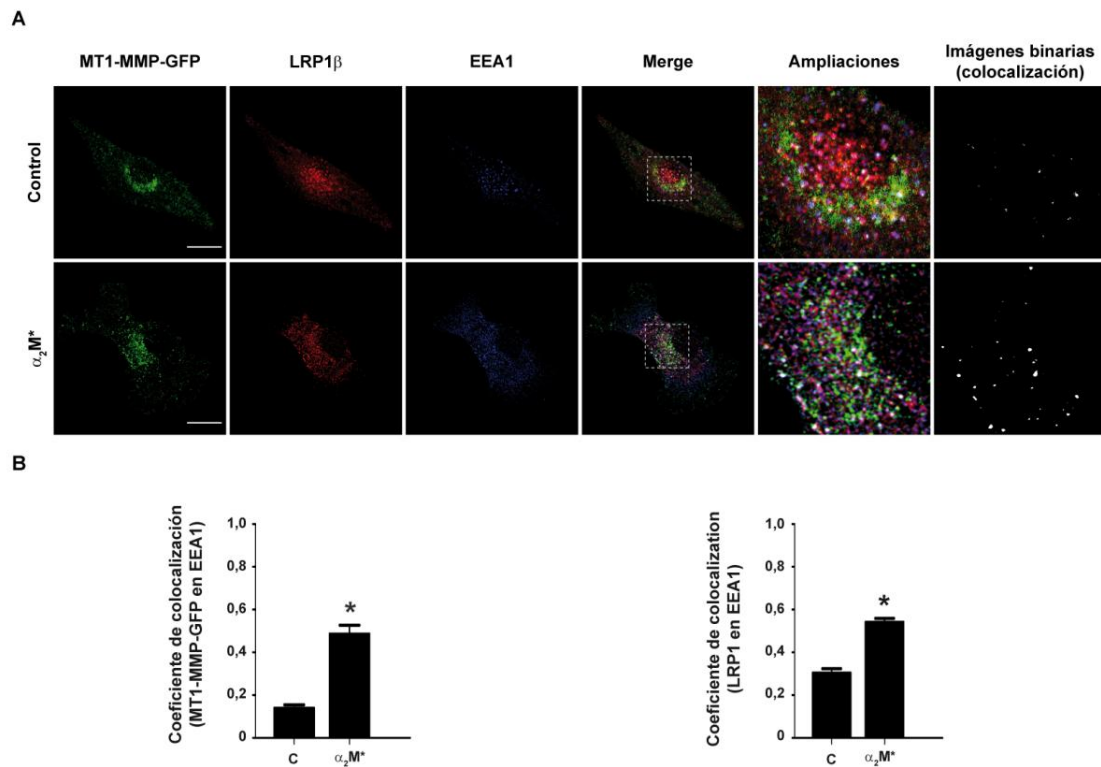 A
MT1-MMP-GFP
LRP1β
EEA1
Merge
Ampliaciones
Imágenes binarias
(colocalización)
Control
α₂M*
B
Coeficiente de colocalización
(MT1-MMP-GFP en EEA1)
1,0
0,8
0,6
0,4
0,2
0
*
C
α₂M*
Coeficiente de colocalization
(LRP1 en EEA1)
1,0
0,8
0,6
0,4
0,2
0
*
C
α₂M*